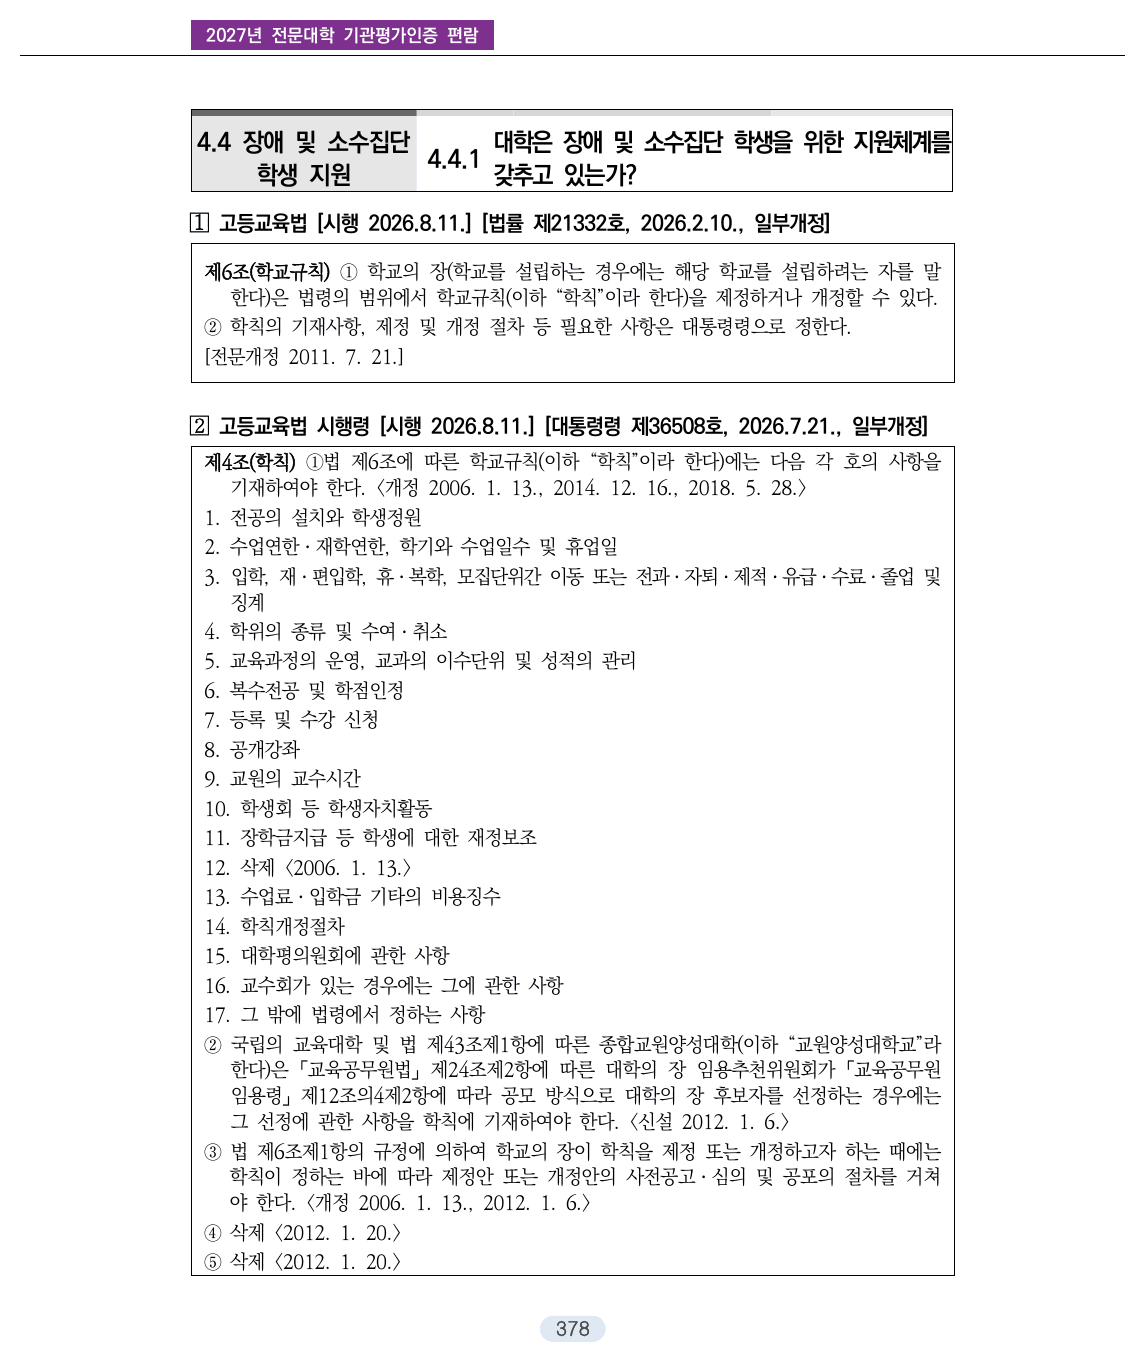 2027년 전문대학 기관평가인증 편람
4.4 장애 및 소수집단
학생 지원
4.4.1
대학은 장애 및 소수집단 학생을 위한 지원체계를
갖추고 있는가?
1 고등교육법 [시행 2026.8.11.] [법률 제21332호, 2026.2.10., 일부개정]
제6조(학교규칙) ① 학교의 장(학교를 설립하는 경우에는 해당 학교를 설립하려는 자를 말
한다)은 법령의 범위에서 학교규칙(이하 “학칙”이라 한다)을 제정하거나 개정할 수 있다.
② 학칙의 기재사항, 제정 및 개정 절차 등 필요한 사항은 대통령령으로 정한다.
[전문개정 2011. 7. 21.]
2 고등교육법 시행령 [시행 2026.8.11.] [대통령령 제36508호, 2026.7.21., 일부개정]
제4조(학칙) ①법 제6조에 따른 학교규칙(이하 “학칙”이라 한다)에는 다음 각 호의 사항을
기재하여야 한다. 〈개정 2006. 1. 13., 2014. 12. 16., 2018. 5. 28.〉
1. 전공의 설치와 학생정원
2. 수업연한·재학연한, 학기와 수업일수 및 휴업일
3. 입학, 재·편입학, 휴·복학, 모집단위간 이동 또는 전과·자퇴·제적·유급·수료·졸업 및
징계
4. 학위의 종류 및 수여·취소
5. 교육과정의 운영, 교과의 이수단위 및 성적의 관리
6. 복수전공 및 학점인정
7. 등록 및 수강 신청
8. 공개강좌
9. 교원의 교수시간
10. 학생회 등 학생자치활동
11. 장학금지급 등 학생에 대한 재정보조
12. 삭제 〈2006. 1. 13.〉
13. 수업료·입학금 기타의 비용징수
14. 학칙개정절차
15. 대학평의원회에 관한 사항
16. 교수회가 있는 경우에는 그에 관한 사항
17. 그 밖에 법령에서 정하는 사항
② 국립의 교육대학 및 법 제43조제1항에 따른 종합교원양성대학(이하 “교원양성대학교”라
한다)은 「교육공무원법」 제24조제2항에 따른 대학의 장 임용추천위원회가 「교육공무원
임용령」 제12조의4제2항에 따라 공모 방식으로 대학의 장 후보자를 선정하는 경우에는
그 선정에 관한 사항을 학칙에 기재하여야 한다. 〈신설 2012. 1. 6.〉
③ 법 제6조제1항의 규정에 의하여 학교의 장이 학칙을 제정 또는 개정하고자 하는 때에는
학칙이 정하는 바에 따라 제정안 또는 개정안의 사전공고·심의 및 공포의 절차를 거쳐
야 한다. 〈개정 2006. 1. 13., 2012. 1. 6.〉
④ 삭제 〈2012. 1. 20.〉
⑤ 삭제 〈2012. 1. 20.〉
378